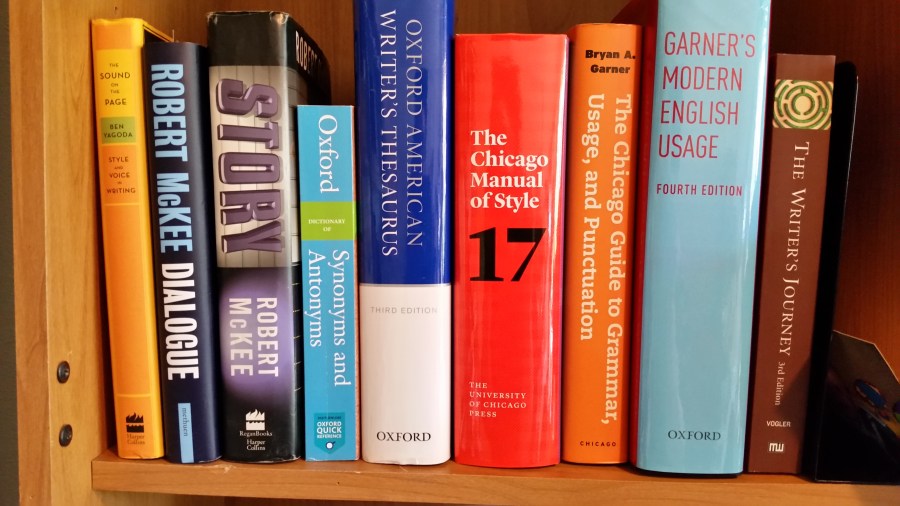 THE
SOUND
ON
THE
PAGE
BEN
YAGODA
STYLE
AND
VOICE
IN
WRITING
Harper
Collins
ROBERT McKEE DIALOGUE
methuen
STORY
ROBERT
McKEE
ReganBooks
Harper
Collins
Oxford
DICTIONARY
OF
Synonyms and
Antonyms
OXFORD
QUICK
REFERENCE
OXFORD AMERICAN
WRITER'S THESAURUS
THIRD EDITION
OXFORD
The
Chicago
Manual
of Style
17
THE
UNIVERSITY
OF CHICAGO
PRESS
Bryan A.
Garner
The Chicago Guide to Grammar,
Usage, and Punctuation
CHICAGO
GARNER'S
MODERN
ENGLISH
USAGE
FOURTH EDITION
OXFORD
THE WRITER'S JOURNEY
3rd Edition
VOGLER
mw